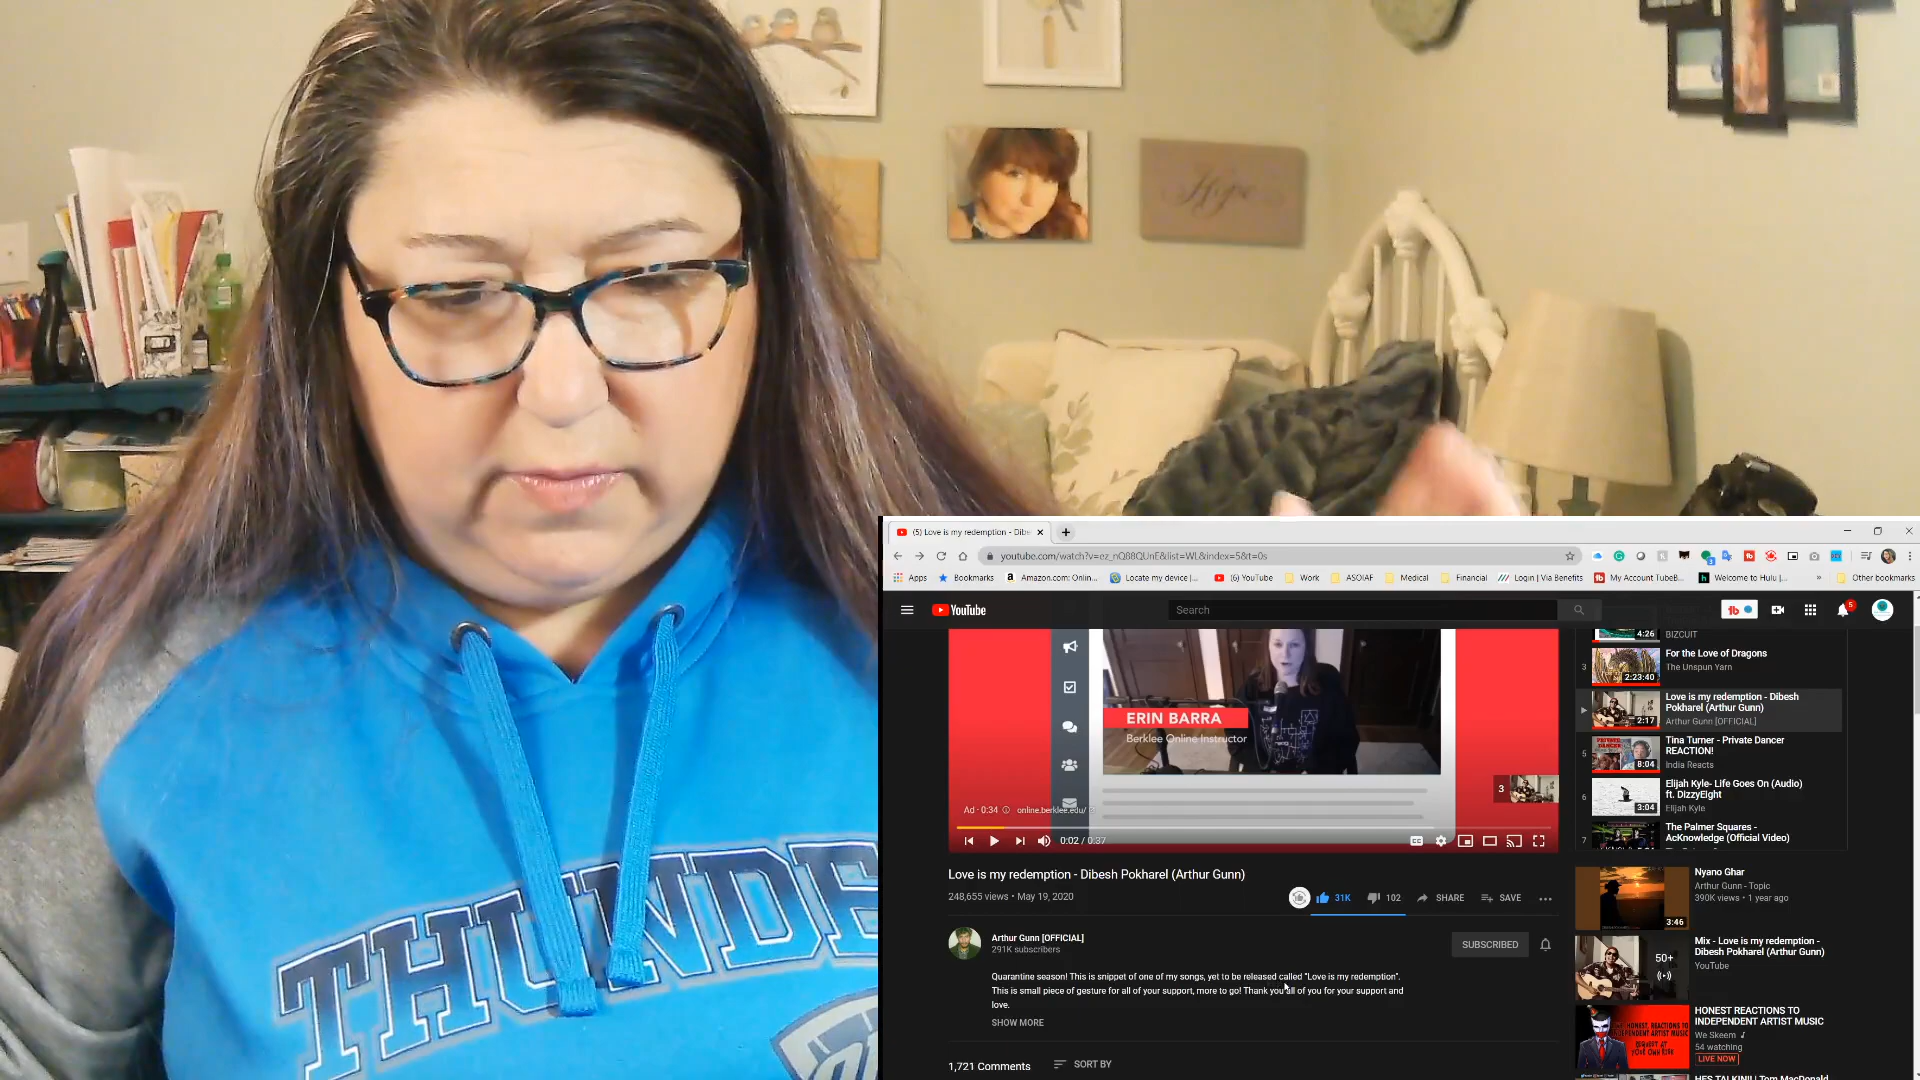 Hope
THUNDE
(5) Love is my redemption - Dibe
youtube.com/watch?v=ez_nQ88QUnE&list=WL&index=5&t=0s
Apps
Bookmarks
Amazon.com: Onlin...
Locate my device |...
(6) YouTube
Work
ASOIAF
Medical
Financial
Login | Via Benefits
My Account TubeB...
Welcome to Hulu |...
»
Other bookmarks
YouTube
Search
5
ERIN BARRA
Berklee Online Instructor
Ad · 0:34
online.berklee.edu/
3
0:02 / 0:37
Love is my redemption - Dibesh Pokharel (Arthur Gunn)
248,655 views • May 19, 2020
31K
102
SHARE
SAVE
Arthur Gunn [OFFICIAL]
291K subscribers
SUBSCRIBED
Quarantine season! This is snippet of one of my songs, yet to be released called "Love is my redemption".
This is small piece of gesture for all of your support, more to go! Thank you all of you for your support and
love.
SHOW MORE
1,721 Comments
SORT BY
4:26
BIZCUIT
3
2:23:40
For the Love of Dragons
The Unspun Yarn
2:17
Love is my redemption - Dibesh
Pokharel (Arthur Gunn)
Arthur Gunn [OFFICIAL]
5
8:04
Tina Turner - Private Dancer
REACTION!
India Reacts
6
3:04
Elijah Kyle- Life Goes On (Audio)
ft. DizzyEight
Elijah Kyle
7
The Palmer Squares -
AcKnowledge (Official Video)
3:46
Nyano Ghar
Arthur Gunn - Topic
390K views • 1 year ago
50+
Mix - Love is my redemption -
Dibesh Pokharel (Arthur Gunn)
YouTube
HONEST REACTIONS TO
INDEPENDENT ARTIST MUSIC
We Skeem
54 watching
LIVE NOW